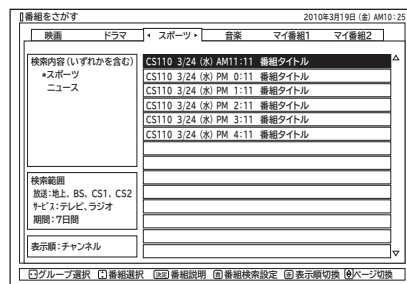 番組をさがす 2010年3月19日(金) AM10:25
映画 ドラマ スポーツ 音楽 マイ番組1 マイ番組2
検索内容(いずれかを含む)
●スポーツ
ニュース
CS110 3/24 (水) AM11:11 番組タイトル
CS110 3/24 (水) PM 0:11 番組タイトル
CS110 3/24 (水) PM 1:11 番組タイトル
CS110 3/24 (水) PM 2:11 番組タイトル
CS110 3/24 (水) PM 3:11 番組タイトル
CS110 3/24 (水) PM 4:11 番組タイトル
検索範囲
放送:地上、BS、CS1、CS2
サービス:テレビ、ラジオ
期間:7日間
表示順:チャンネル
グループ選択 番組選択 決定 番組説明 青 番組検索設定 赤 表示順切換 ページ切換